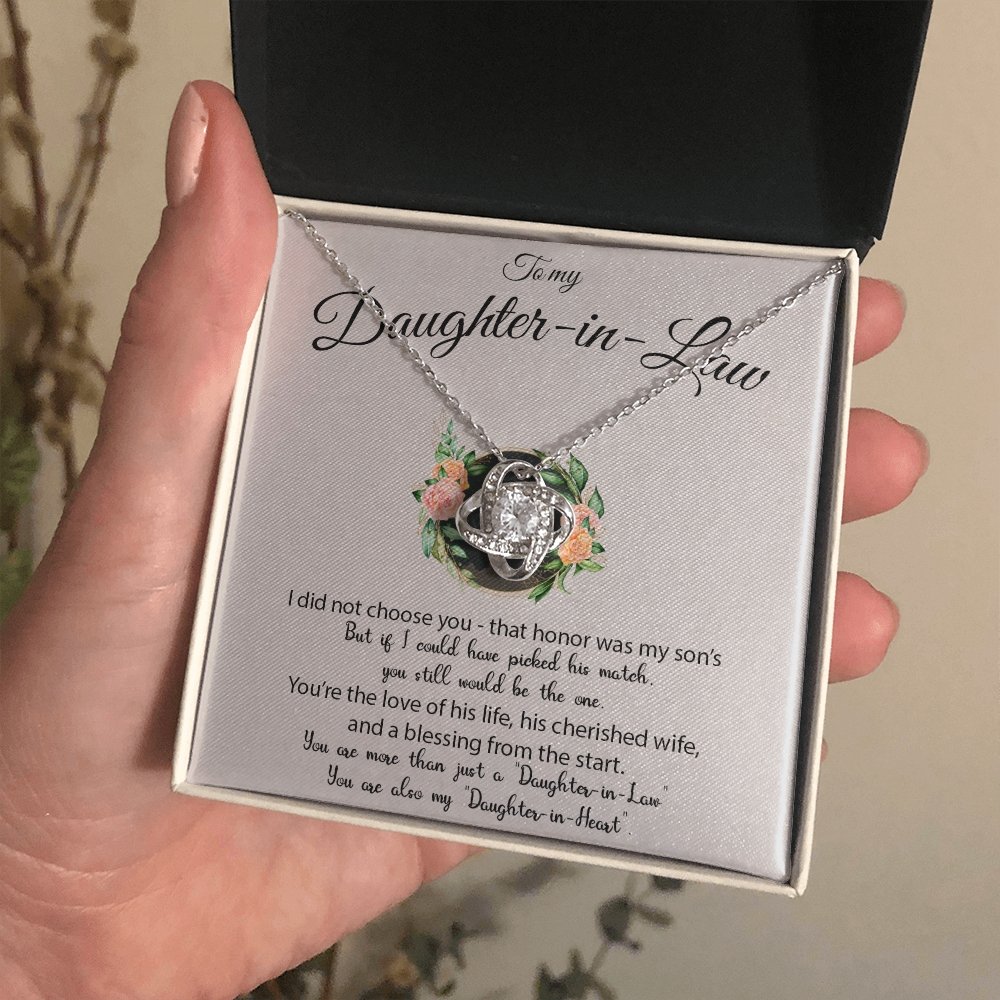 To my
Daughter-in-Law
I did not choose you - that honor was my son's
But if I could have picked his match.
you still would be the one.
You're the love of his life, his cherished wife,
and a blessing from the start.
You are more than just a "Daughter-in-Law"
You are also my "Daughter-in-Heart".